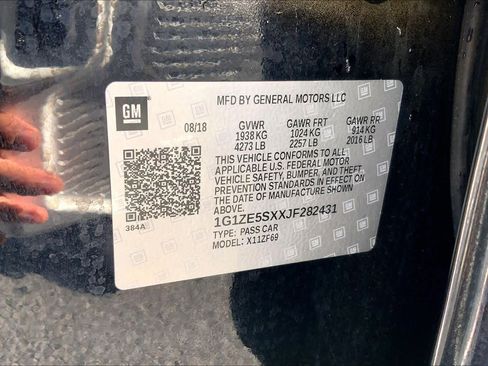 GM
MFD BY GENERAL MOTORS LLC
08/18
GVWR GAWR FRT GAWR RR
1938 KG 1024 KG 914 KG
4273 LB 2257 LB 2016 LB
THIS VEHICLE CONFORMS TO ALL
APPLICABLE U.S. FEDERAL MOTOR
VEHICLE SAFETY, BUMPER, AND THEFT
PREVENTION STANDARDS IN EFFECT ON
THE DATE OF MANUFACTURE SHOWN
ABOVE.
384A
1G1ZE5SXXJF282431
TYPE: PASS CAR
MODEL: X11ZF69